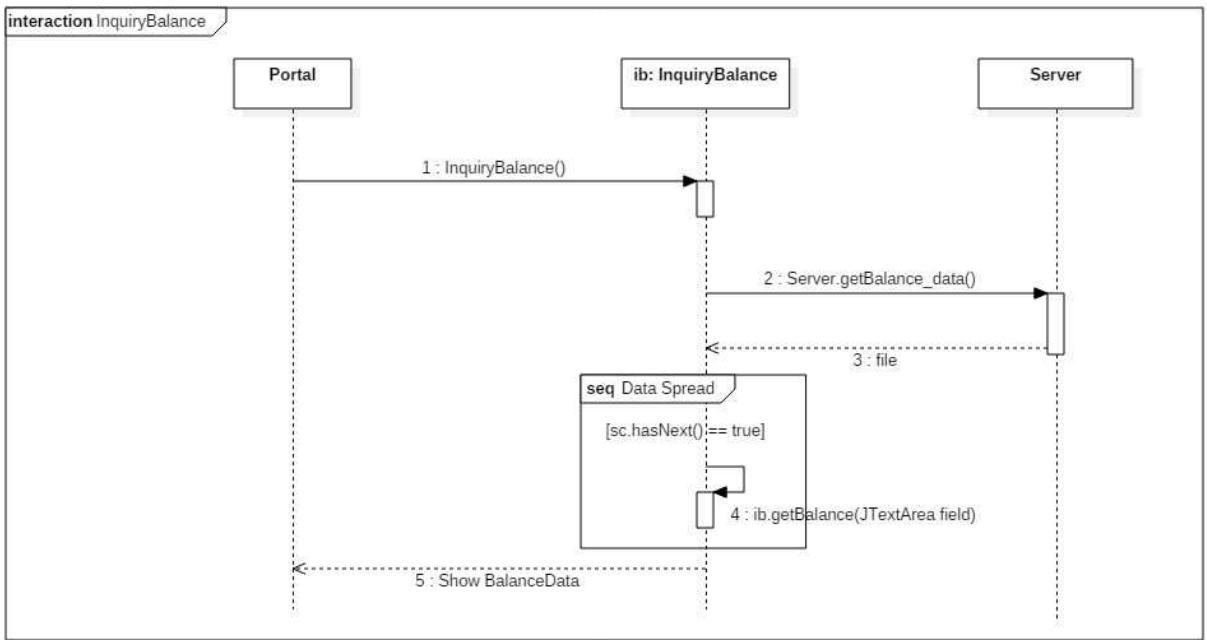 interaction InquiryBalance
Portal
ib: InquiryBalance
Server
1 : InquiryBalance()
2 : Server.getBalance_data()
3 : file
seq Data Spread
[sc.hasNext() == true]
4 : ib.getBalance(JTextArea field)
5 : Show BalanceData